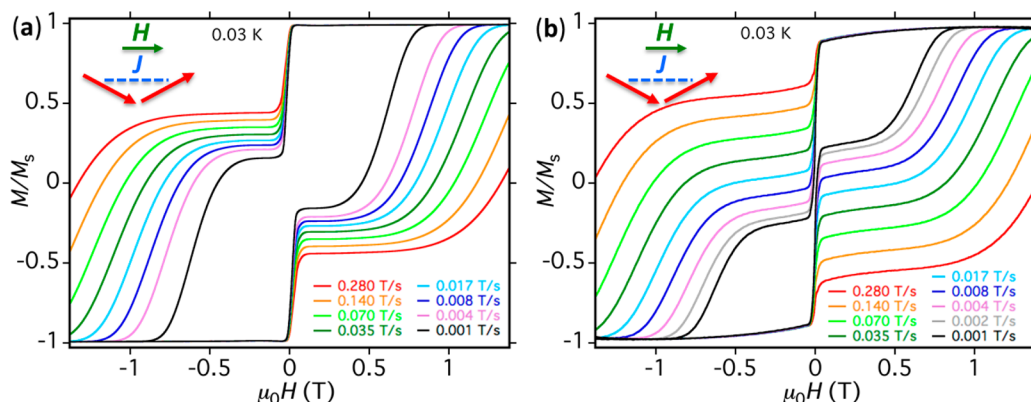 (a)
H
J
0.03 K
1
0.5
0
-0.5
-1
M/Ms
0.280 T/s
0.140 T/s
0.070 T/s
0.035 T/s
0.017 T/s
0.008 T/s
0.004 T/s
0.001 T/s
-1
-0.5
0
0.5
1
μ₀H (T)
(b)
H
J
0.03 K
1
0.5
0
-0.5
-1
M/Ms
0.280 T/s
0.140 T/s
0.070 T/s
0.035 T/s
0.017 T/s
0.008 T/s
0.004 T/s
0.002 T/s
0.001 T/s
-1
-0.5
0
0.5
1
μ₀H (T)